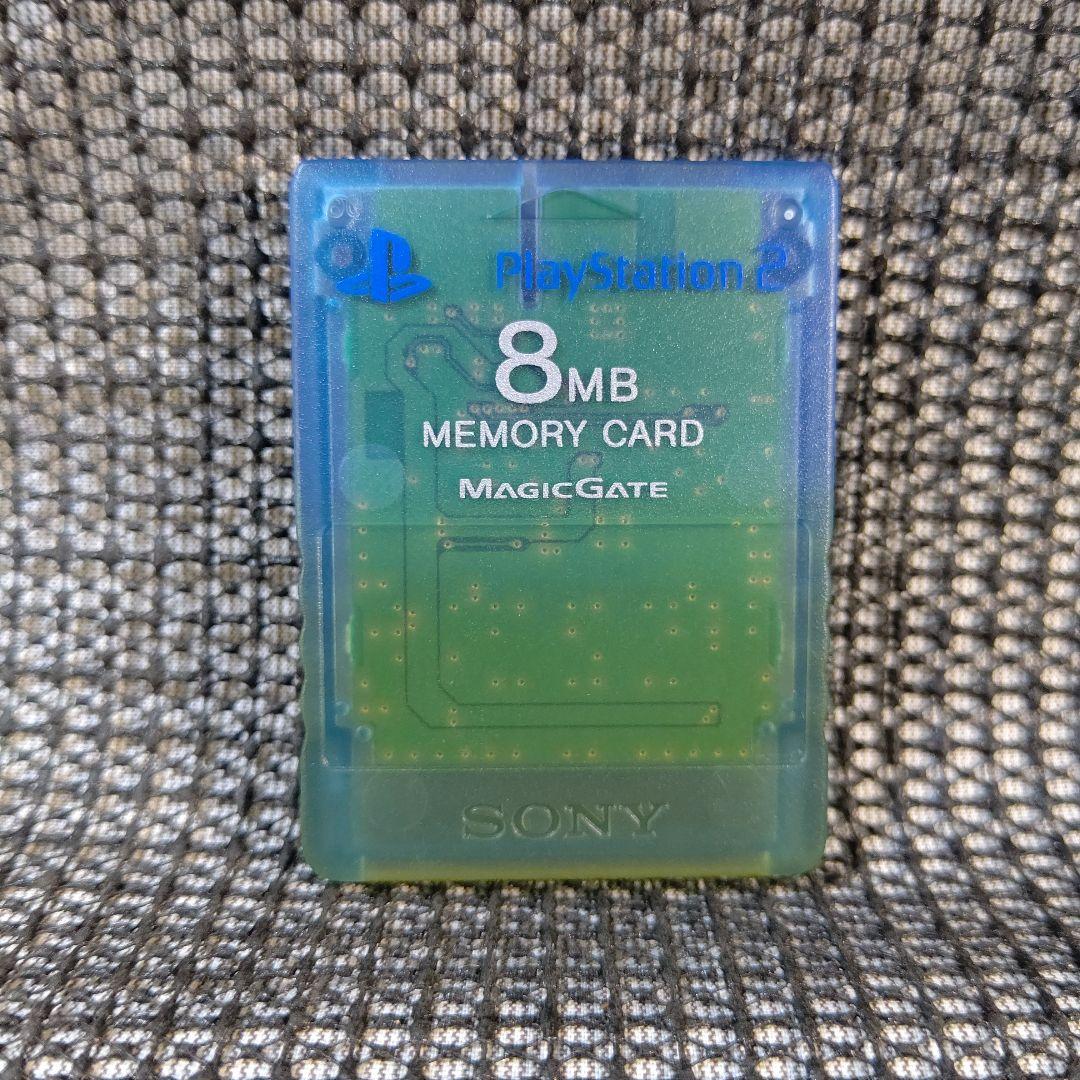 PlayStation 2
8MB
MEMORY CARD
MAGICGATE
SONY